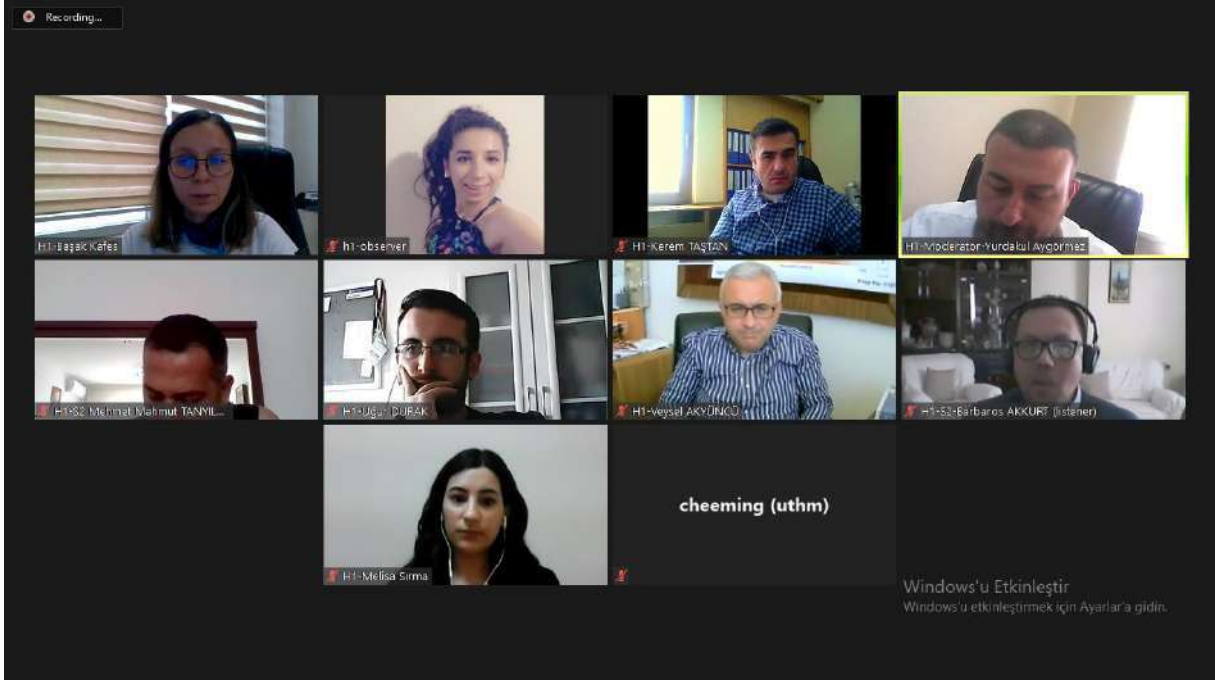 Recording...
H1-Başak Kafes
h1-observer
H1-Kerem TAŞTAN
H1-Moderator-Yurdakul Aygörmez
H1-S2 Mehmet Mahmut TANYIL...
H1-Uğur DURAK
H1-Veysel AKYÜNCÜ
H1-S2-Barbaros AKKURT (listener)
H1-Melisa Sırma
cheeming (uthm)
Windows'u Etkinleştir
Windows'u etkinleştirmek için Ayarlar'a gidin.